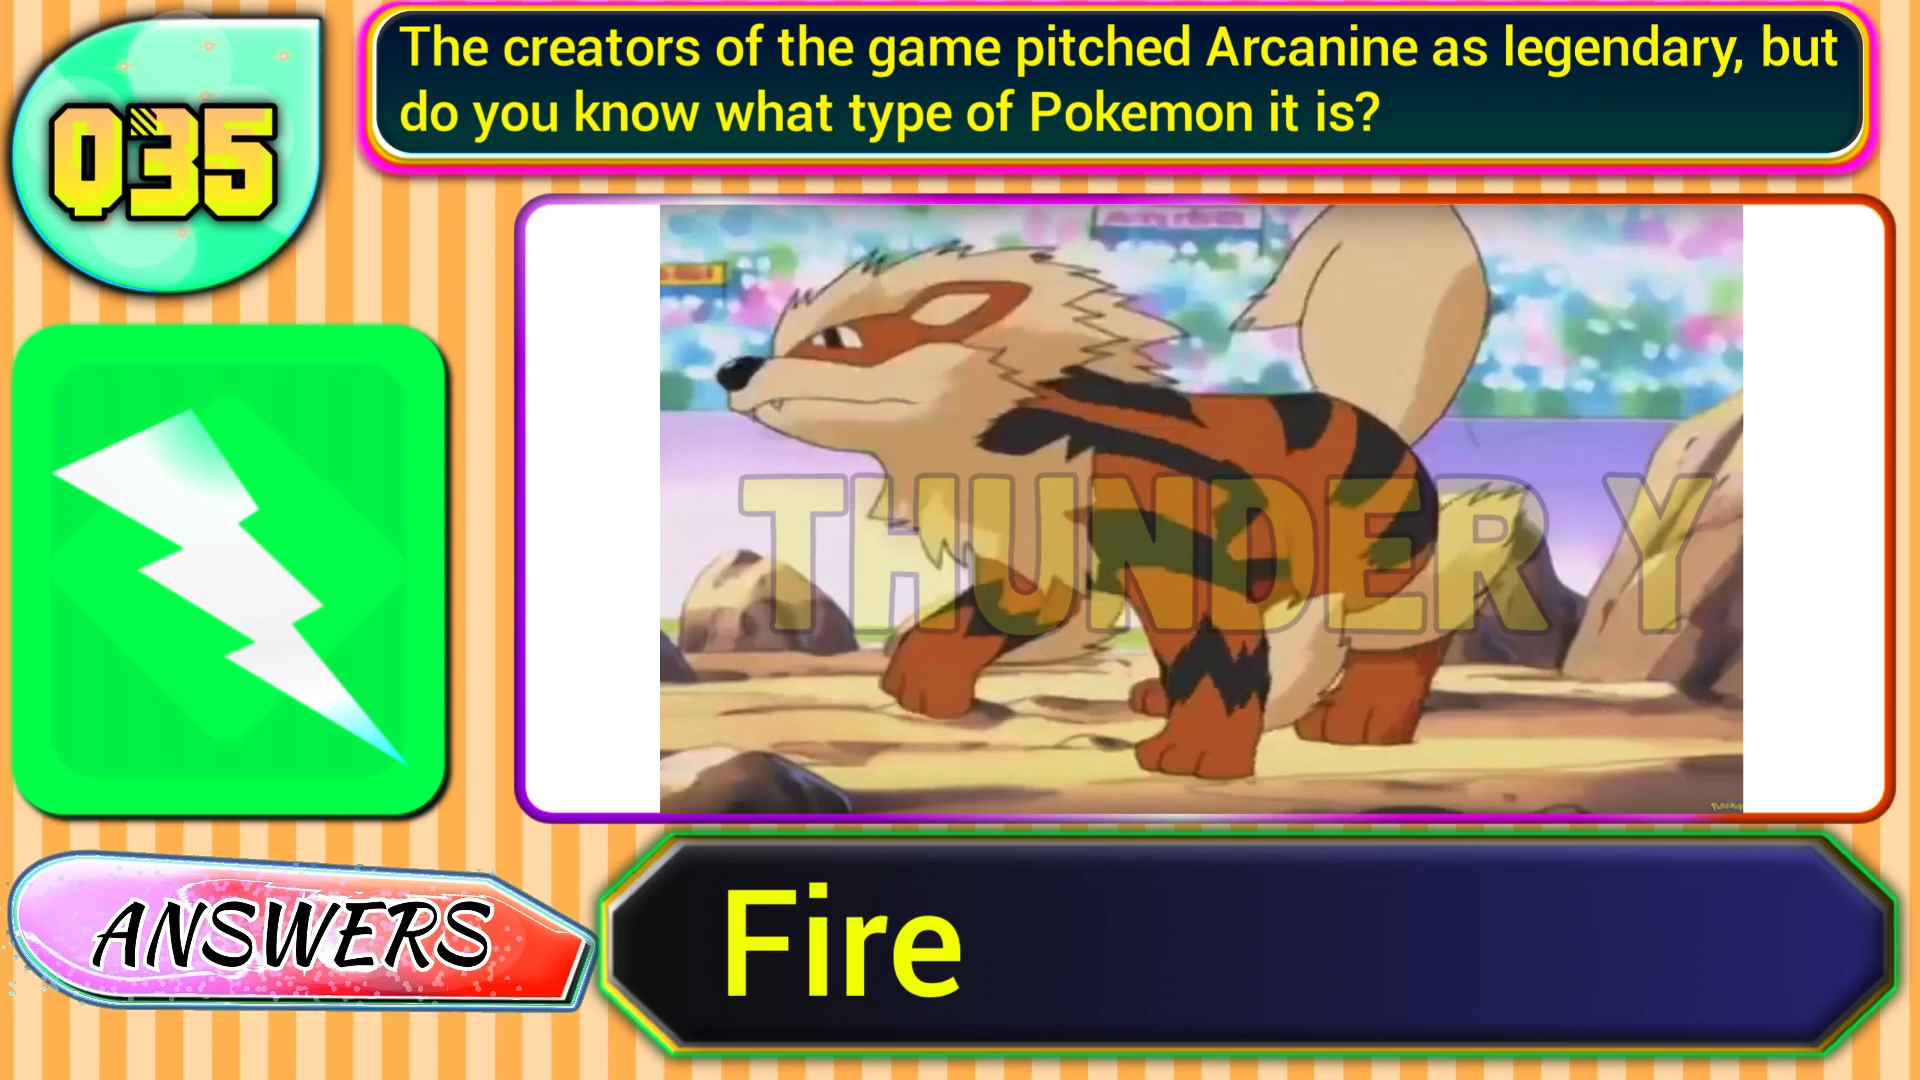 Q35
The creators of the game pitched Arcanine as legendary, but
do you know what type of Pokemon it is?
THUNDER Y
ANSWERS
Fire